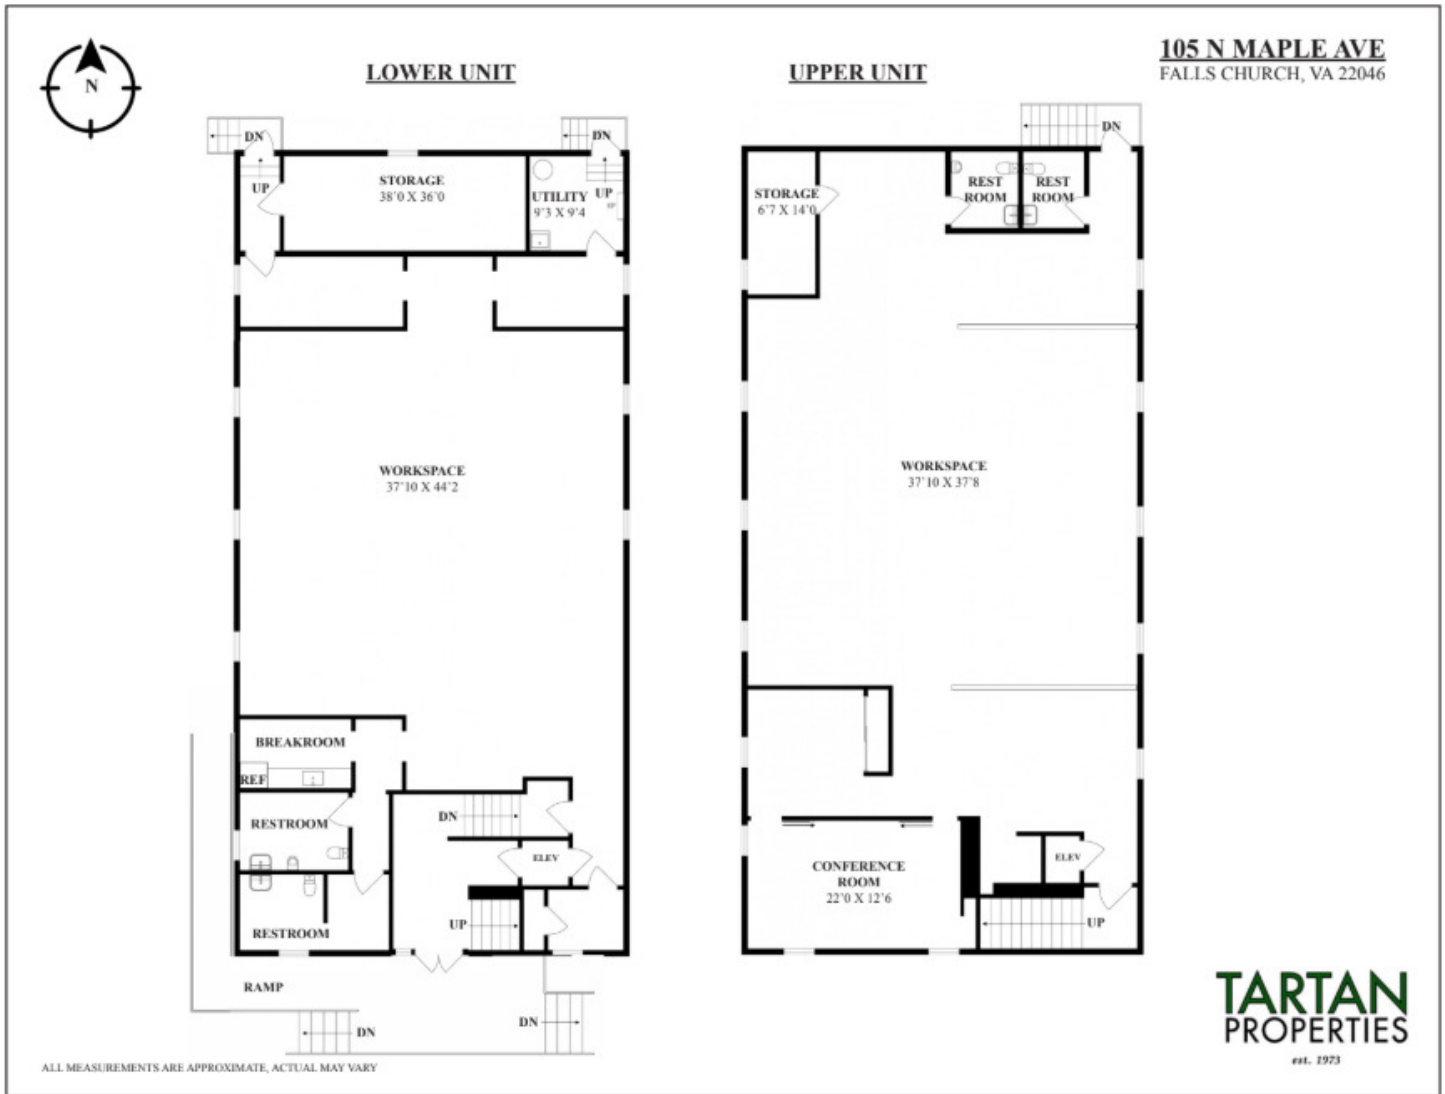 N
LOWER UNIT
UPPER UNIT
105 N MAPLE AVE
FALLS CHURCH, VA 22046
DN
DN
UP
STORAGE
38'0 X 36'0
UTILITY
9'3 X 9'4
UP
WORKSPACE
37'10 X 44'2
BREAKROOM
REF
RESTROOM
DN
ELEV
UP
RESTROOM
RAMP
DN
DN
DN
STORAGE
6'7 X 14'0
REST
ROOM
REST
ROOM
WORKSPACE
37'10 X 37'8
CONFERENCE
ROOM
22'0 X 12'6
ELEV
UP
TARTAN
PROPERTIES
est. 1973
ALL MEASUREMENTS ARE APPROXIMATE, ACTUAL MAY VARY